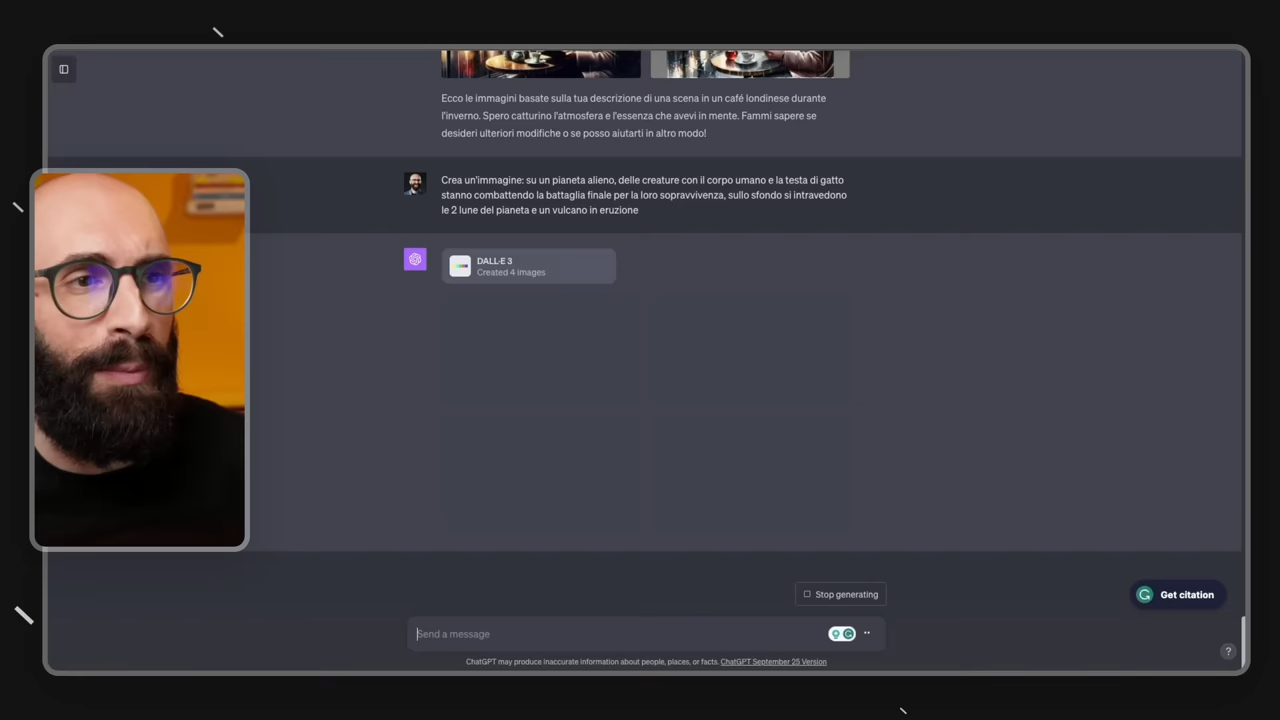 Ecco le immagini basate sulla tua descrizione di una scena in un café londinese durante
l'inverno. Spero catturino l'atmosfera e l'essenza che avevi in mente. Fammi sapere se
desideri ulteriori modifiche o se posso aiutarti in altro modo!
Crea un'immagine: su un pianeta alieno, delle creature con il corpo umano e la testa di gatto
stanno combattendo la battaglia finale per la loro sopravvivenza, sullo sfondo si intravedono
le 2 lune del pianeta e un vulcano in eruzione
DALL·E 3
Created 4 images
Stop generating
Get citation
Send a message
ChatGPT may produce inaccurate information about people, places, or facts. ChatGPT September 25 Version
?